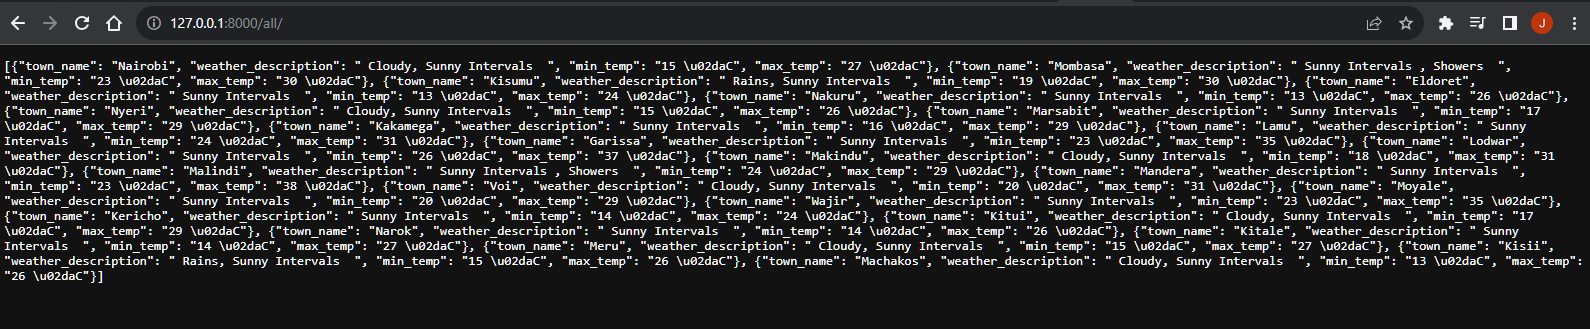 127.0.0.1:8000/all/
J
[{"town_name": "Nairobi", "weather_description": " Cloudy, Sunny Intervals  ", "min_temp": "15 \u02daC", "max_temp": "27 \u02daC"}, {"town_name": "Mombasa", "weather_description": " Sunny Intervals , Showers  ",
"min_temp": "23 \u02daC", "max_temp": "30 \u02daC"}, {"town_name": "Kisumu", "weather_description": " Rains, Sunny Intervals  ", "min_temp": "19 \u02daC", "max_temp": "30 \u02daC"}, {"town_name": "Eldoret",
"weather_description": " Sunny Intervals  ", "min_temp": "13 \u02daC", "max_temp": "24 \u02daC"}, {"town_name": "Nakuru", "weather_description": " Sunny Intervals  ", "min_temp": "13 \u02daC", "max_temp": "26 \u02daC"},
{"town_name": "Nyeri", "weather_description": " Cloudy, Sunny Intervals  ", "min_temp": "15 \u02daC", "max_temp": "26 \u02daC"}, {"town_name": "Marsabit", "weather_description": " Sunny Intervals  ", "min_temp": "17
\u02daC", "max_temp": "29 \u02daC"}, {"town_name": "Kakamega", "weather_description": " Sunny Intervals  ", "min_temp": "16 \u02daC", "max_temp": "29 \u02daC"}, {"town_name": "Lamu", "weather_description": " Sunny
Intervals  ", "min_temp": "24 \u02daC", "max_temp": "31 \u02daC"}, {"town_name": "Garissa", "weather_description": " Sunny Intervals  ", "min_temp": "23 \u02daC", "max_temp": "35 \u02daC"}, {"town_name": "Lodwar",
"weather_description": " Sunny Intervals  ", "min_temp": "26 \u02daC", "max_temp": "37 \u02daC"}, {"town_name": "Makindu", "weather_description": " Cloudy, Sunny Intervals  ", "min_temp": "18 \u02daC", "max_temp": "31
\u02daC"}, {"town_name": "Malindi", "weather_description": " Sunny Intervals , Showers  ", "min_temp": "24 \u02daC", "max_temp": "29 \u02daC"}, {"town_name": "Mandera", "weather_description": " Sunny Intervals  ",
"min_temp": "23 \u02daC", "max_temp": "38 \u02daC"}, {"town_name": "Voi", "weather_description": " Cloudy, Sunny Intervals  ", "min_temp": "20 \u02daC", "max_temp": "31 \u02daC"}, {"town_name": "Moyale",
"weather_description": " Sunny Intervals  ", "min_temp": "20 \u02daC", "max_temp": "29 \u02daC"}, {"town_name": "Wajir", "weather_description": " Sunny Intervals  ", "min_temp": "23 \u02daC", "max_temp": "35 \u02daC"},
{"town_name": "Kericho", "weather_description": " Sunny Intervals  ", "min_temp": "14 \u02daC", "max_temp": "24 \u02daC"}, {"town_name": "Kitui", "weather_description": " Cloudy, Sunny Intervals  ", "min_temp": "17
\u02daC", "max_temp": "29 \u02daC"}, {"town_name": "Narok", "weather_description": " Sunny Intervals  ", "min_temp": "14 \u02daC", "max_temp": "26 \u02daC"}, {"town_name": "Kitale", "weather_description": " Sunny
Intervals  ", "min_temp": "14 \u02daC", "max_temp": "27 \u02daC"}, {"town_name": "Meru", "weather_description": " Cloudy, Sunny Intervals  ", "min_temp": "15 \u02daC", "max_temp": "27 \u02daC"}, {"town_name": "Kisii",
"weather_description": " Rains, Sunny Intervals  ", "min_temp": "15 \u02daC", "max_temp": "26 \u02daC"}, {"town_name": "Machakos", "weather_description": " Cloudy, Sunny Intervals  ", "min_temp": "13 \u02daC", "max_temp":
"26 \u02daC"}]